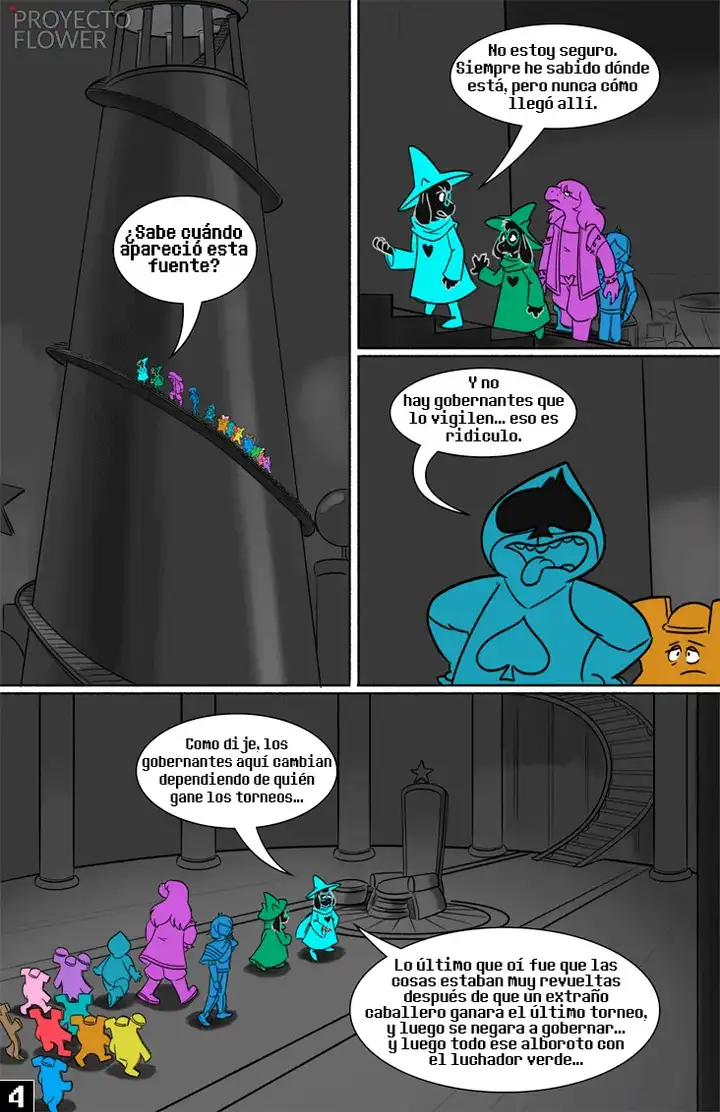 PROYECTO
FLOWER
¿Sabe cuándo
apareció esta
fuente?
No estoy seguro.
Siempre he sabido dónde
está, pero nunca cómo
llegó allí.
Y no
hay gobernantes que
lo vigilen... eso es
ridiculo.
Como dije, los
gobernantes aquí cambian
dependiendo de quién
gane los torneos...
Lo último que oí fue que las
cosas estaban muy revueltas
después de que un extraño
caballero ganara el último torneo,
y luego se negara a gobernar...
y luego todo ese alboroto con
el luchador verde...
4